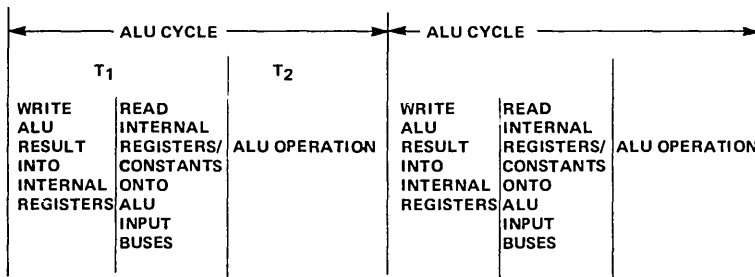 ALU CYCLE ALU CYCLE
T1 T2
WRITE READ WRITE READ
ALU INTERNAL ALU INTERNAL
RESULT REGISTERS/ ALU OPERATION RESULT REGISTERS/ ALU OPERATION
INTO CONSTANTS INTO CONSTANTS
INTERNAL ONTO INTERNAL ONTO
REGISTERS ALU REGISTERS ALU
INPUT INPUT
BUSES BUSES